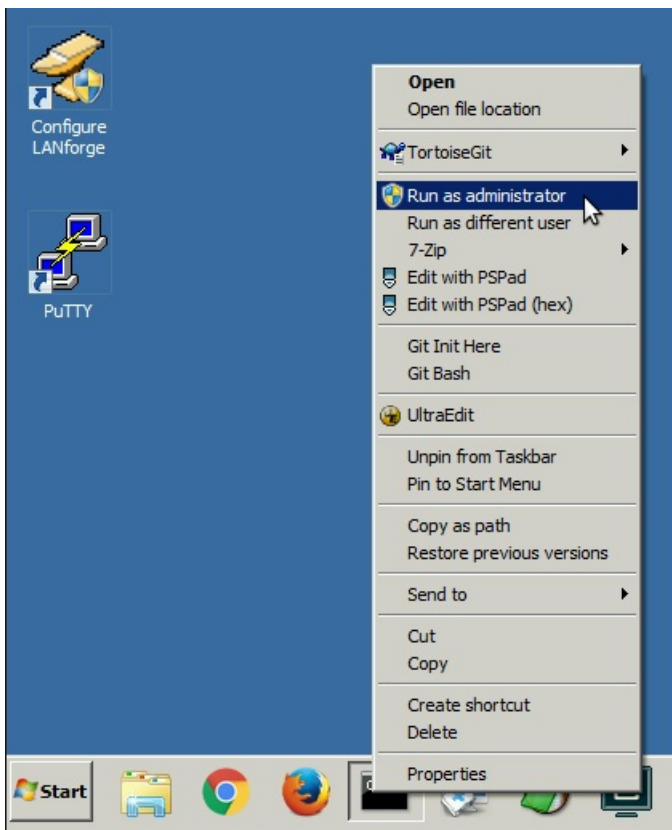 Configure
LANforge
PuTTY
Open
Open file location
TortoiseGit
Run as administrator
Run as different user
7-Zip
Edit with PSPad
Edit with PSPad (hex)
Git Init Here
Git Bash
UltraEdit
Unpin from Taskbar
Pin to Start Menu
Copy as path
Restore previous versions
Send to
Cut
Copy
Create shortcut
Delete
Properties
Start